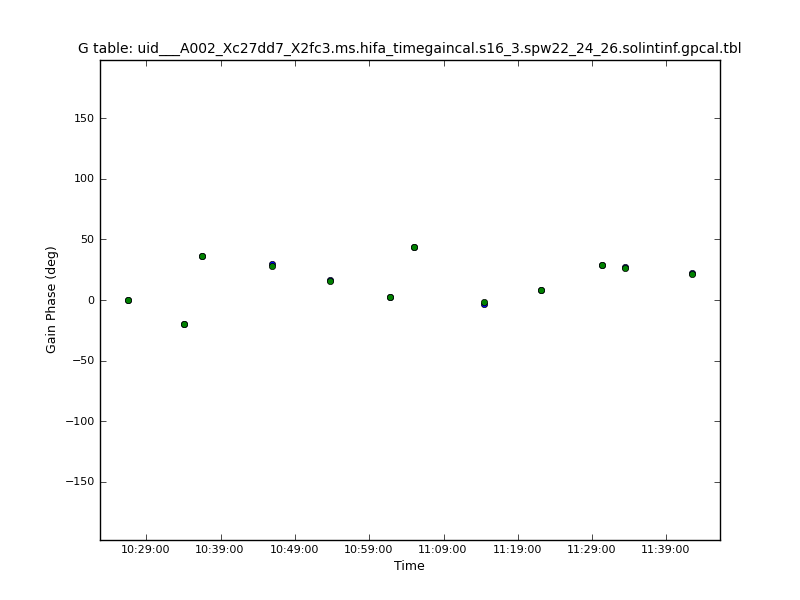 G table: uid___A002_Xc27dd7_X2fc3.ms.hifa_timegaincal.s16_3.spw22_24_26.solintinf.gpcal.tbl
150
100
50
0
−50
−100
−150
Gain Phase (deg)
10:29:00 10:39:00 10:49:00 10:59:00 11:09:00 11:19:00 11:29:00 11:39:00
Time